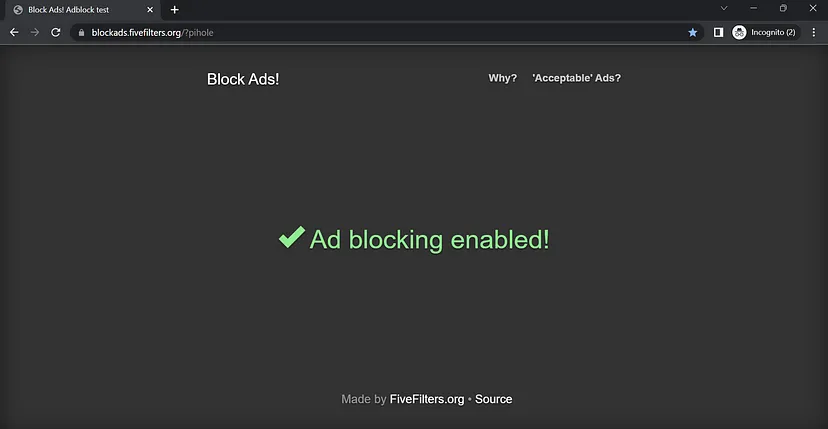 Block Ads! Adblock test
blockads.fivefilters.org/?pihole
Incognito (2)
Block Ads!
Why?
'Acceptable' Ads?
Ad blocking enabled!
Made by FiveFilters.org • Source